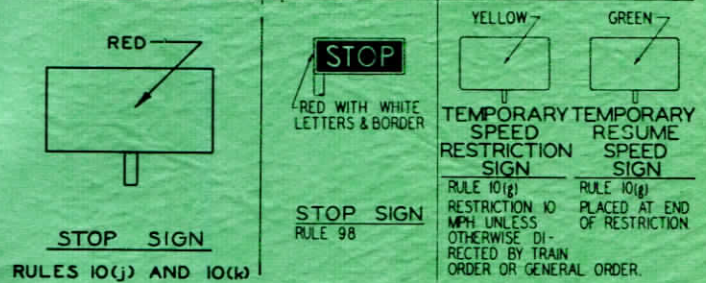 RED
STOP SIGN
RULES 10(j) AND 10(k)
STOP
RED WITH WHITE
LETTERS & BORDER
STOP SIGN
RULE 98
YELLOW
TEMPORARY
SPEED
RESTRICTION
SIGN
RULE 10(g)
RESTRICTION 10
MPH UNLESS
OTHERWISE DI-
RECTED BY TRAIN
ORDER OR GENERAL ORDER.
GREEN
TEMPORARY
RESUME
SPEED
SIGN
RULE 10(g)
PLACED AT END
OF RESTRICTION